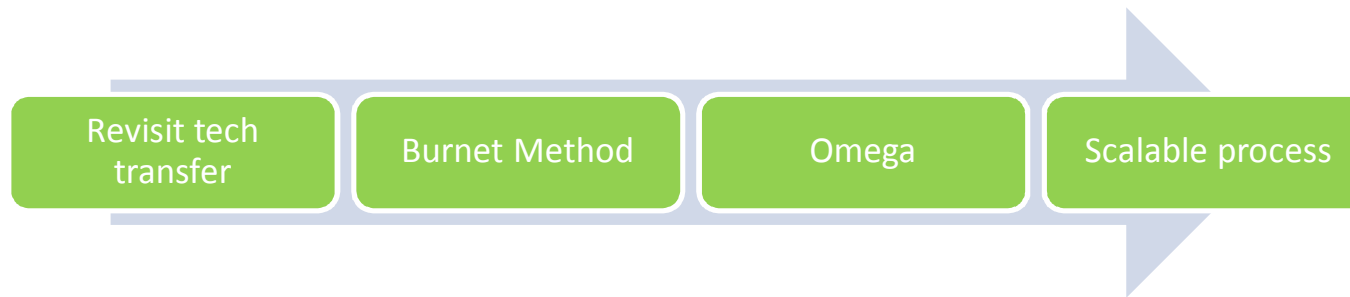 Revisit tech
transfer
Burnet Method
Omega
Scalable process